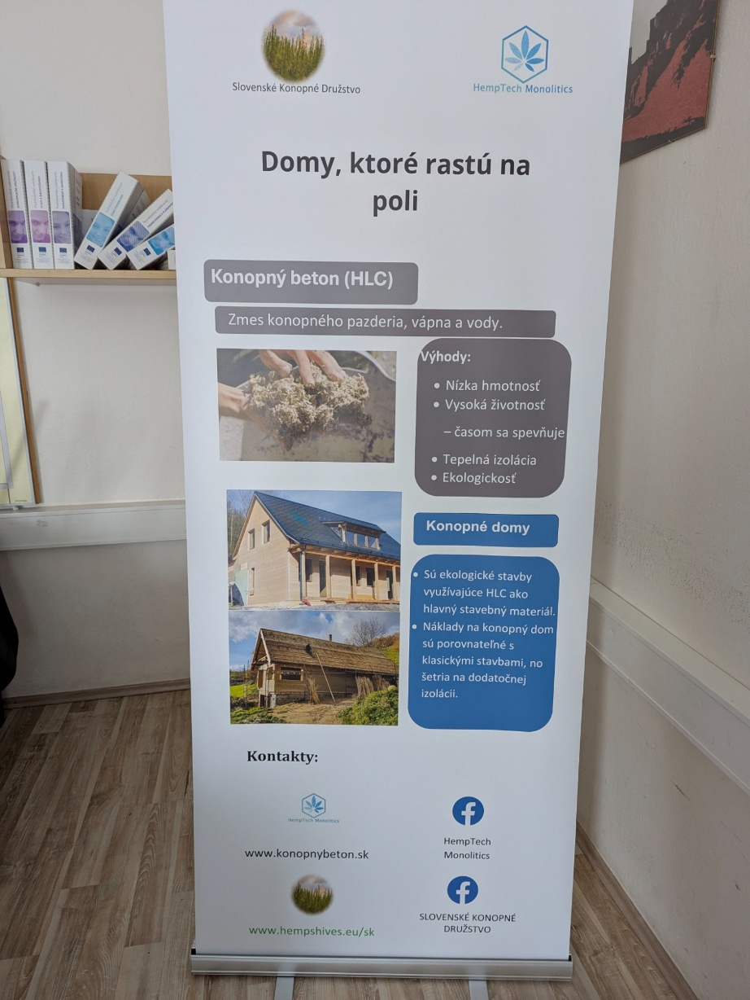 Slovenské Konopné Družstvo
HempTech Monolitics
Domy, ktoré rastú na
poli
Konopný beton (HLC)
Zmes konopného pazderia, vápna a vody.
Výhody:
• Nízka hmotnosť
• Vysoká životnosť
– časom sa spevňuje
• Tepelná izolácia
• Ekologickosť
Konopné domy
• Sú ekologické stavby
využívajúce HLC ako
hlavný stavebný materiál.
• Náklady na konopný dom
sú porovnateľné s
klasickými stavbami, no
šetria na dodatočnej
izolácii.
Kontakty:
HempTech Monolitics
www.konopnybeton.sk
HempTech
Monolitics
www.hempshives.eu/sk
SLOVENSKÉ KONOPNÉ
DRUŽSTVO